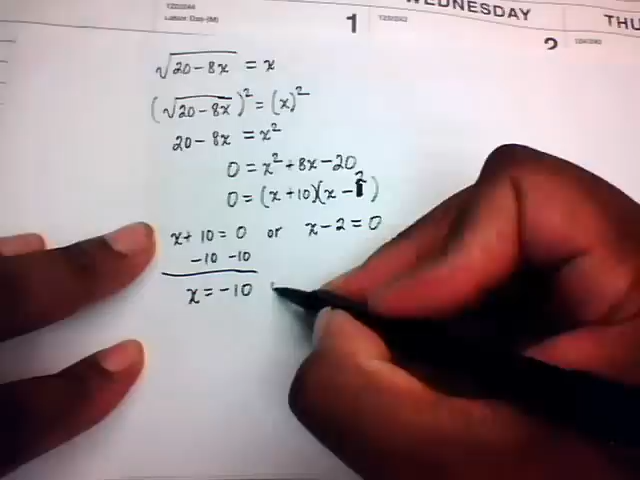 WEDNESDAY THU
Labor Day (M) 1 2
√20-8x = x
(√20-8x)² = (x)²
20-8x = x²
0 = x² + 8x - 20
0 = (x+10)(x-2)
x+10=0 or x-2=0
-10 -10
x = -10